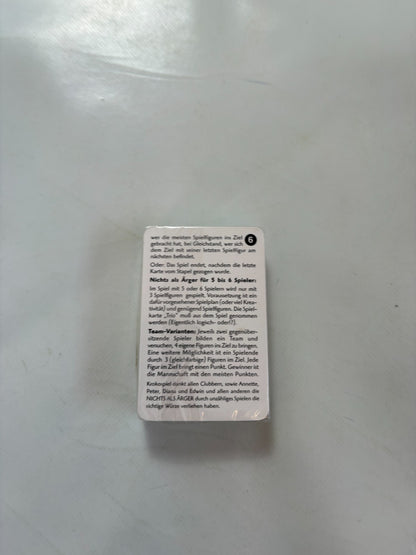 wer die meisten Spielfiguren ins Ziel
gebracht hat, bei Gleichstand, wer sich
dem Ziel mit seiner letzten Spielfigur am
nächsten befindet.
6
Oder: Das Spiel endet, nachdem die letzte
Karte vom Stapel gezogen wurde.
Nichts als Ärger für 5 bis 6 Spieler:
Im Spiel mit 5 oder 6 Spielern wird nur mit
3 Spielfiguren gespielt. Voraussetzung ist ein
dafür vorgesehener Spielplan (oder viel Krea-
tivität) und genügend Spielfiguren. Die Spiel-
karte „Trio" muß aus dem Spiel genommen
werden (Eigentlich logisch- oder?).
Team-Varianten: Jeweils zwei gegenüber-
sitzende Spieler bilden ein Team und
versuchen, 4 eigene Figuren ins Ziel zu bringen.
Eine weitere Möglichkeit ist ein Spielende
durch 3 (gleichfarbige) Figuren im Ziel. Jede
Figur im Ziel bringt einen Punkt. Gewinner ist
die Mannschaft mit den meisten Punkten.
Krokospiel dankt allen Clubbern, sowie Annette,
Peter, Diana und Edwin und allen anderen die
NICHTS ALS ÄRGER durch unzähliges Spielen die
richtige Würze verliehen haben.